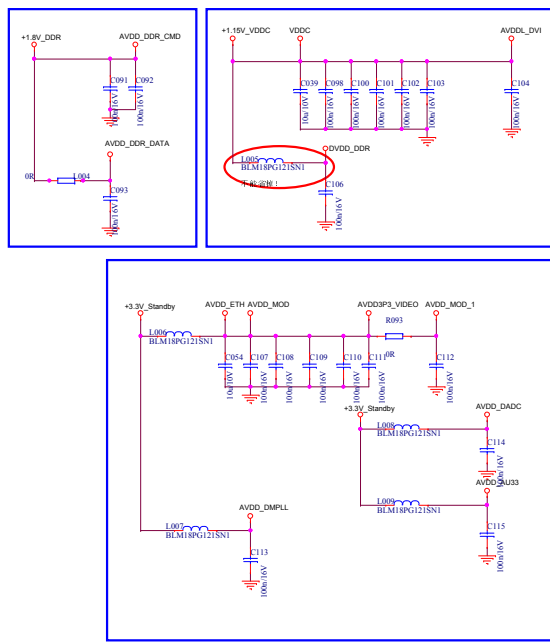 +1.8V_DDR
AVDD_DDR_CMD
C091
100n/16V
C092
100n/16V
AVDD_DDR_DATA
0R
L004
C093
100n/16V
+1.15V_VDDC
VDDC
AVDDL_DVI
C039
10u/10V
C098
100n/16V
C100
100n/16V
C101
100n/16V
C102
100n/16V
C103
100n/16V
C104
100n/16V
DVDD_DDR
L005
BLM18PG121SN1
不能省掉！
C106
100n/16V
+3.3V_Standby
AVDD_ETH
AVDD_MOD
AVDD3P3_VIDEO
AVDD_MOD_1
L006
BLM18PG121SN1
R093
0R
C054
10u/10V
C107
100n/16V
C108
100n/16V
C109
100n/16V
C110
100n/16V
C111
100n/16V
C112
100n/16V
+3.3V_Standby
AVDD_DADC
L008
BLM18PG121SN1
C114
100n/16V
AVDD_AU33
L009
BLM18PG121SN1
C115
100n/16V
AVDD_DMPLL
L007
BLM18PG121SN1
C113
100n/16V